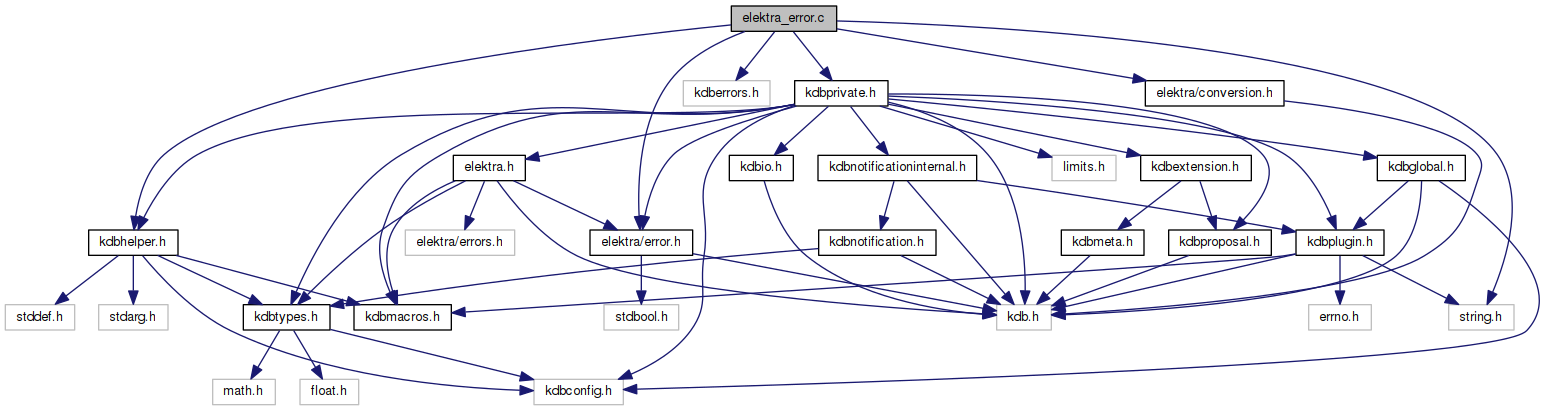 elektra_error.c
kdberrors.h
kdbprivate.h
elektra/conversion.h
elektra.h
kdbio.h
kdbnotificationinternal.h
limits.h
kdbextension.h
kdbglobal.h
kdbhelper.h
elektra/errors.h
elektra/error.h
kdbnotification.h
kdbmeta.h
kdbproposal.h
kdbplugin.h
stddef.h
stdarg.h
kdbtypes.h
kdbmacros.h
stdbool.h
kdb.h
errno.h
string.h
math.h
float.h
kdbconfig.h